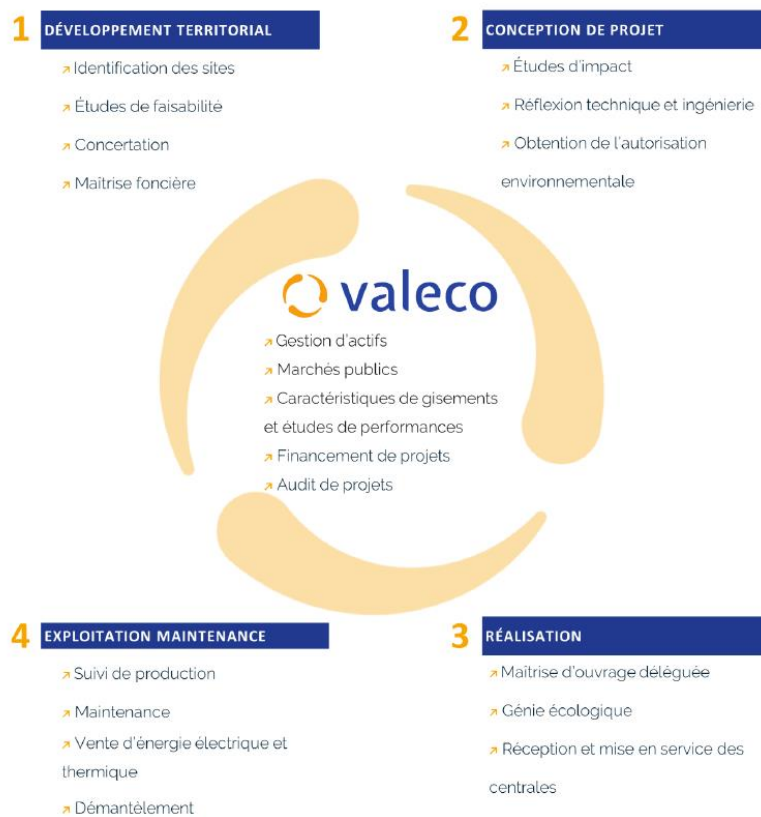 1 DÉVELOPPEMENT TERRITORIAL
Identification des sites
Études de faisabilité
Concertation
Maîtrise foncière
2 CONCEPTION DE PROJET
Études d'impact
Réflexion technique et ingénierie
Obtention de l'autorisation
environnementale
valeco
Gestion d'actifs
Marchés publics
Caractéristiques de gisements
et études de performances
Financement de projets
Audit de projets
4 EXPLOITATION MAINTENANCE
Suivi de production
Maintenance
Vente d'énergie électrique et
thermique
Démantèlement
3 RÉALISATION
Maîtrise d'ouvrage déléguée
Génie écologique
Réception et mise en service des
centrales